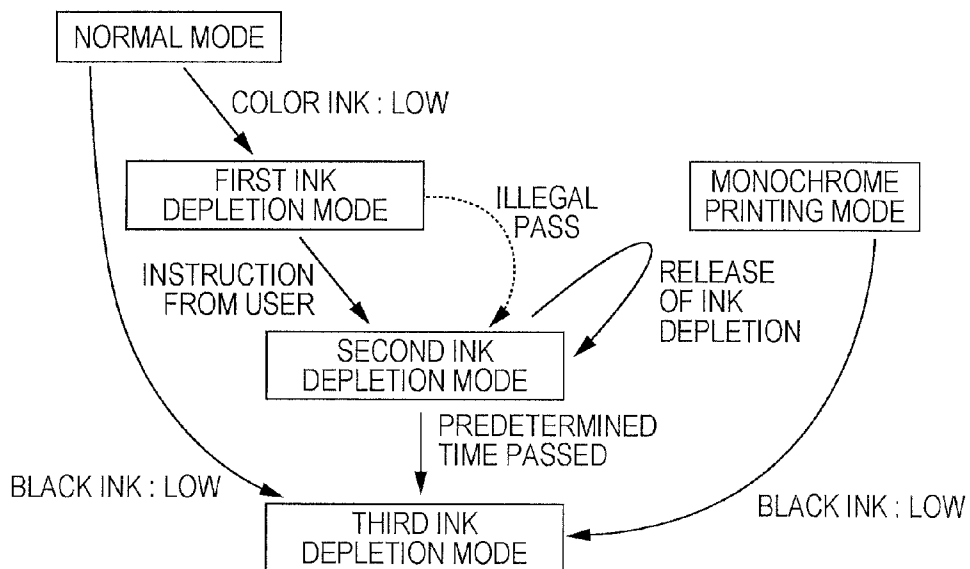 NORMAL MODE
COLOR INK : LOW
FIRST INK
DEPLETION MODE
ILLEGAL
PASS
MONOCHROME
PRINTING MODE
INSTRUCTION
FROM USER
RELEASE
OF INK
DEPLETION
SECOND INK
DEPLETION MODE
PREDETERMINED
TIME PASSED
BLACK INK : LOW
BLACK INK : LOW
THIRD INK
DEPLETION MODE